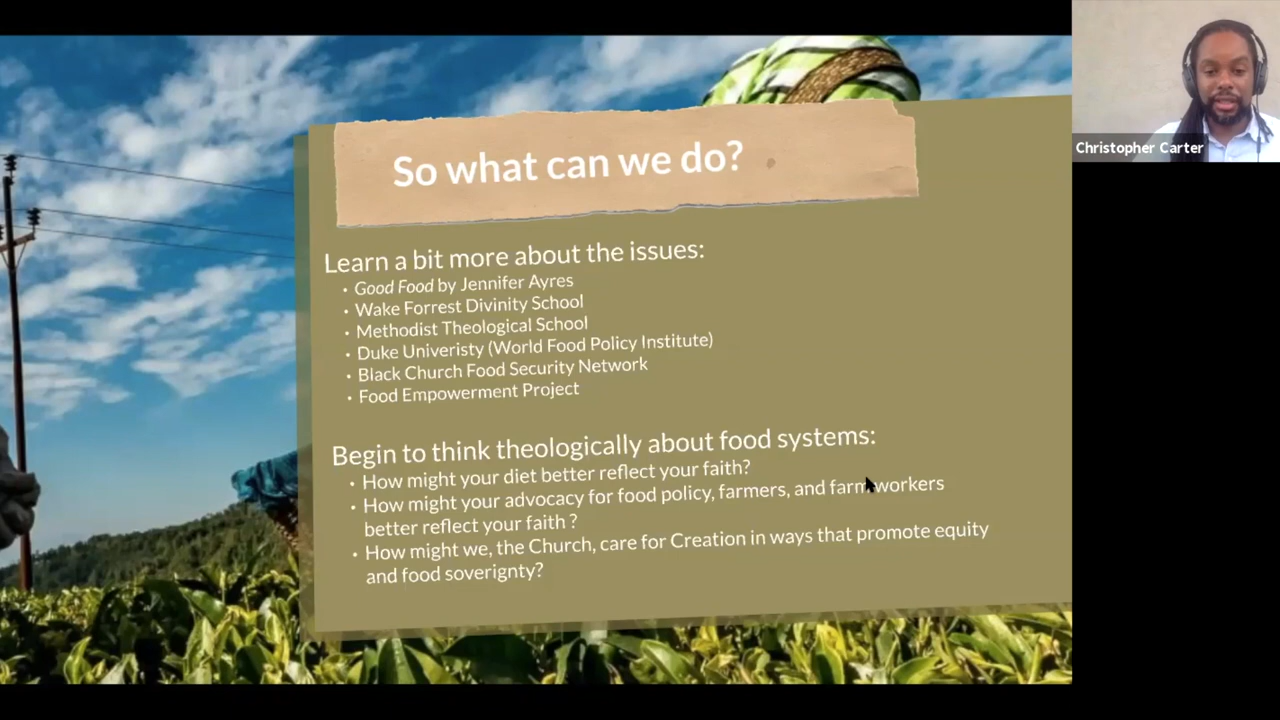 So what can we do?
Christopher Carter
Learn a bit more about the issues:
• Good Food by Jennifer Ayres
• Wake Forrest Divinity School
• Methodist Theological School
• Duke Univeristy (World Food Policy Institute)
• Black Church Food Security Network
• Food Empowerment Project
Begin to think theologically about food systems:
• How might your diet better reflect your faith?
• How might your advocacy for food policy, farmers, and farm workers
better reflect your faith ?
• How might we, the Church, care for Creation in ways that promote equity
and food soverignty?